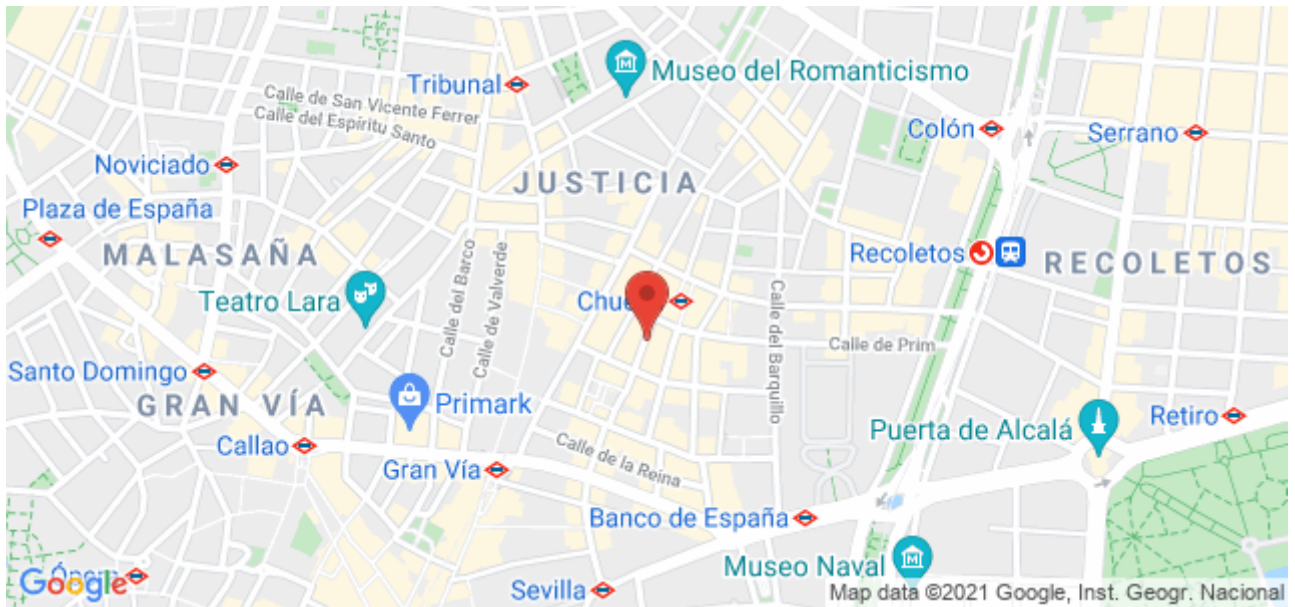 Tribunal
Museo del Romanticismo
Calle de San Vicente Ferrer
Calle del Espíritu Santo
Colón
Serrano
Noviciado
JUSTICIA
Plaza de España
MALASAÑA
Recoletos
RECOLETOS
Teatro Lara
Calle del Barco
Calle de Valverde
Calle del Barquillo
Calle de Prim
Santo Domingo
GRAN VÍA
Primark
Puerta de Alcalá
Retiro
Callao
Gran Vía
Calle de la Reina
Banco de España
Museo Naval
Sevilla
Google
Map data ©2021 Google, Inst. Geogr. Nacional